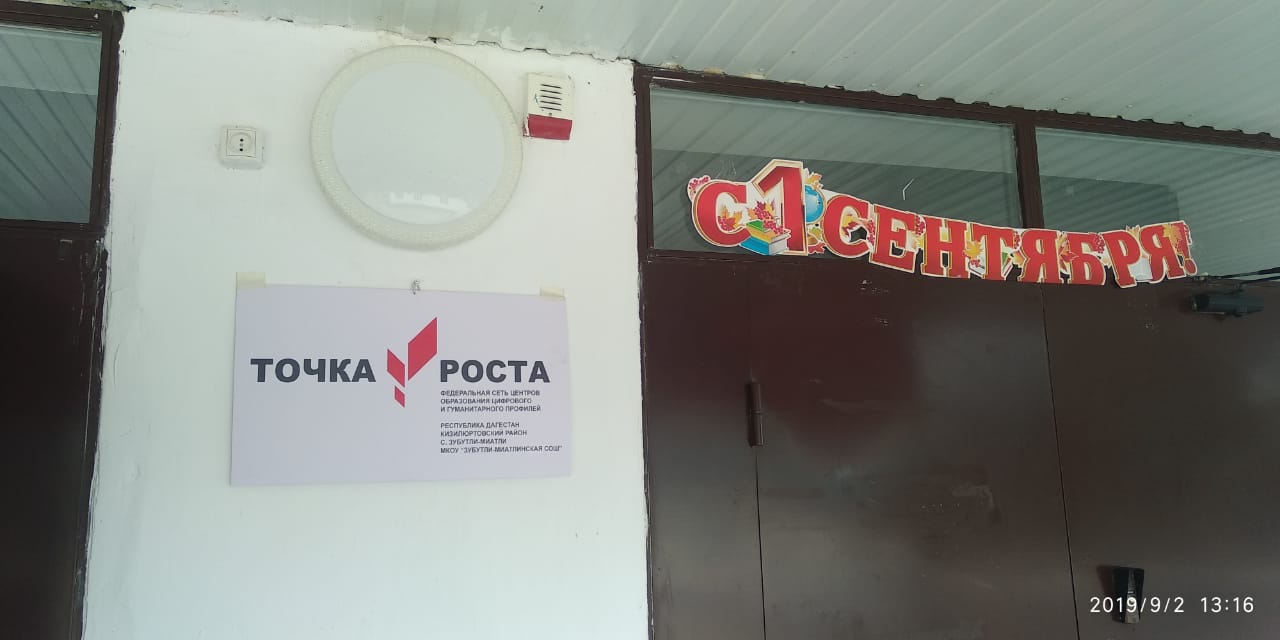 С 1 СЕНТЯБРЯ!
ТОЧКА РОСТА
ФЕДЕРАЛЬНАЯ СЕТЬ ЦЕНТРОВ
ОБРАЗОВАНИЯ ЦИФРОВОГО
И ГУМАНИТАРНОГО ПРОФИЛЕЙ
РЕСПУБЛИКА ДАГЕСТАН
КИЗИЛЮРТОВСКИЙ РАЙОН
С. ЗУБУТЛИ-МИАТЛИ
МКОУ "ЗУБУТЛИ-МИАТЛИНСКАЯ СОШ"
2019/9/2 13:16